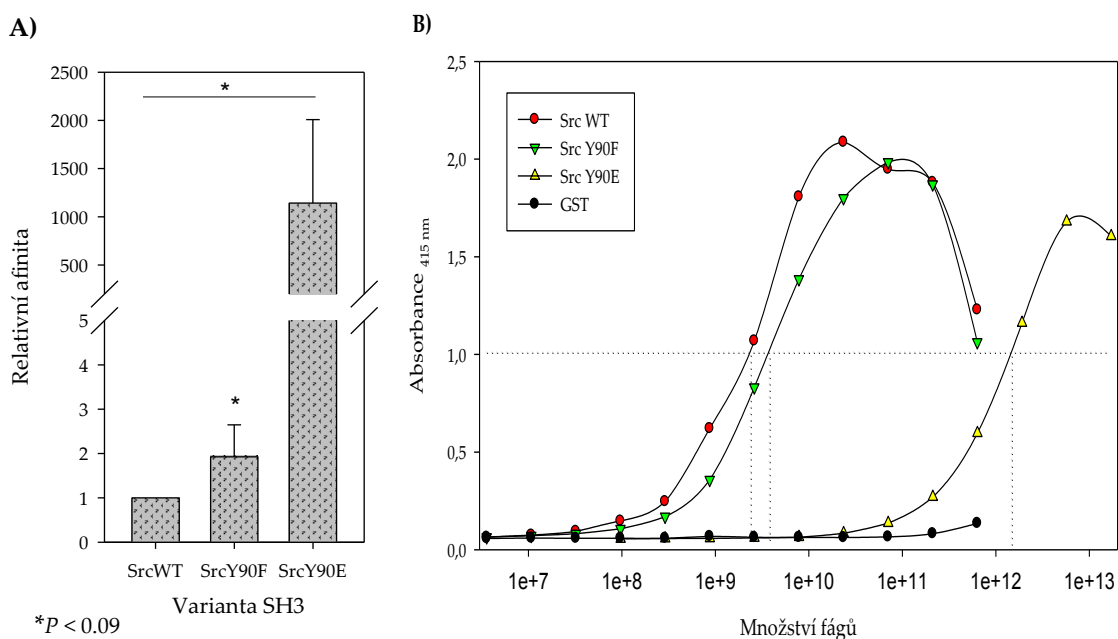 A)
Relativní afinita
2500
2000
1500
1000
500
5
4
3
2
1
0
*
*
SrcWT SrcY90F SrcY90E
Varianta SH3
*P < 0.09
B)
Absorbance 415 nm
2,5
2,0
1,5
1,0
0,5
0,0
Src WT
Src Y90F
Src Y90E
GST
1e+7 1e+8 1e+9 1e+10 1e+11 1e+12 1e+13
Množství fágů